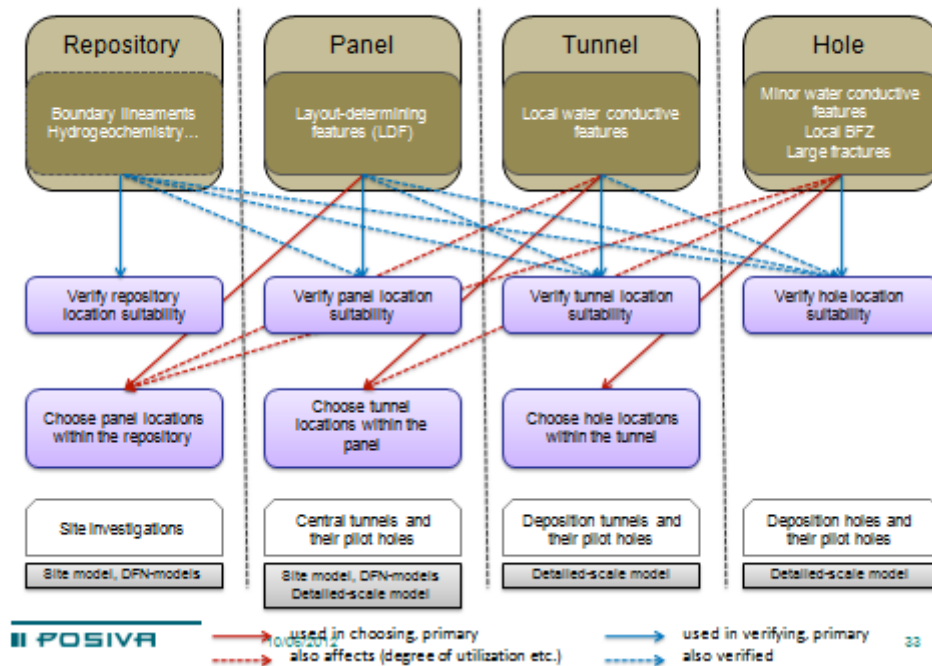 Repository
Panel
Tunnel
Hole
Boundary lineaments
Hydrogeochemistry...
Layout-determining
features (LDF)
Local water conductive
features
Minor water conductive
features
Local BFZ
Large fractures
Verify repository
location suitability
Verify panel location
suitability
Verify tunnel location
suitability
Verify hole location
suitability
Choose panel locations
within the repository
Choose tunnel
locations within the
panel
Choose hole locations
within the tunnel
Site investigations
Central tunnels and
their pilot holes
Deposition tunnels and
their pilot holes
Deposition holes and
their pilot holes
Site model, DFN-models
Site model, DFN-models
Detailed-scale model
Detailed-scale model
Detailed-scale model
POSIVA
used in choosing, primary
also affects (degree of utilization etc.)
used in verifying, primary
also verified
33